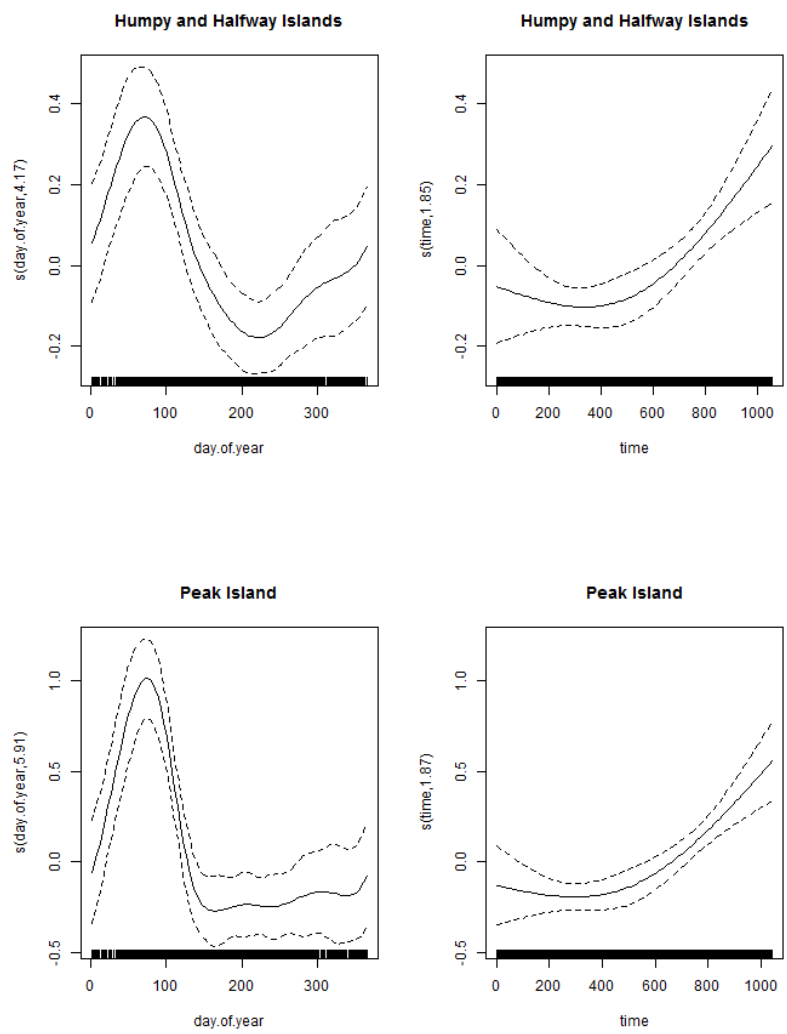 Humpy and Halfway Islands
Humpy and Halfway Islands
s(day.of.year,4.17)
-0.2 0.0 0.2 0.4
0 100 200 300
day.of.year
s(time,1.85)
-0.2 0.0 0.2 0.4
0 200 400 600 800 1000
time
Peak Island
Peak Island
s(day.of.year,5.91)
-0.5 0.0 0.5 1.0
0 100 200 300
day.of.year
s(time,1.87)
-0.5 0.0 0.5 1.0
0 200 400 600 800 1000
time